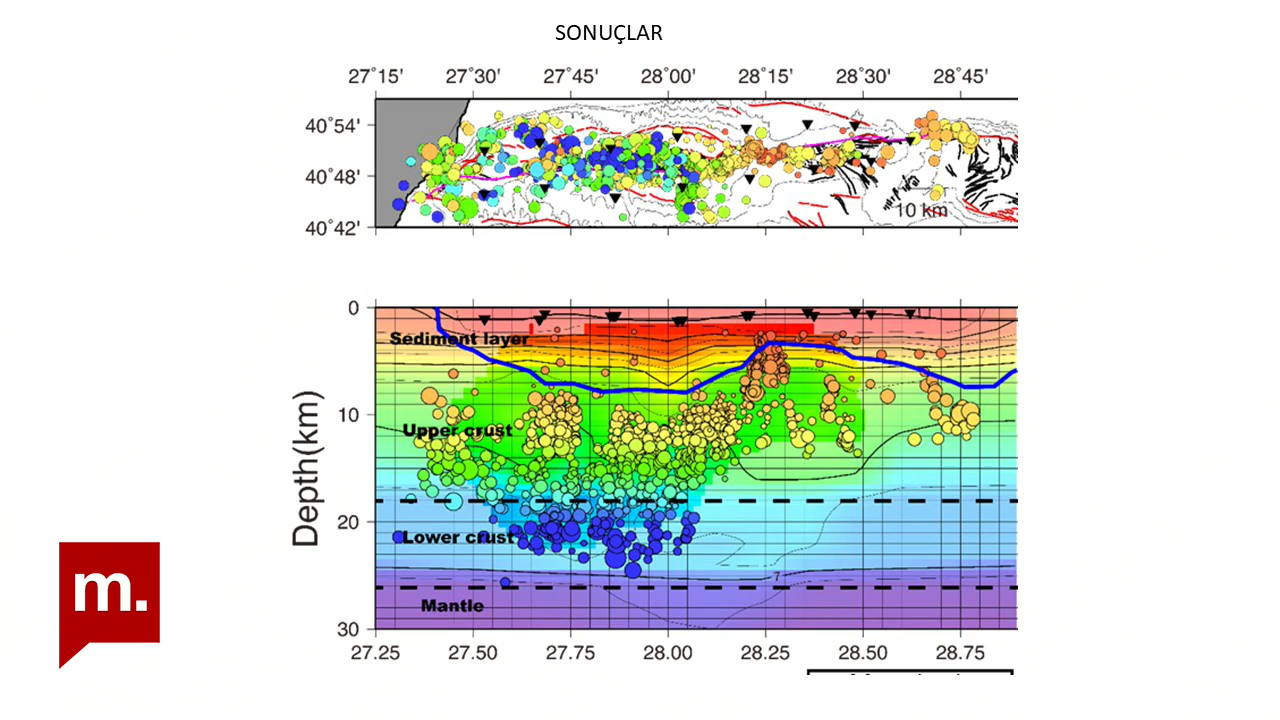 SONUÇLAR
27˚15' 27˚30' 27˚45' 28˚00' 28˚15' 28˚30' 28˚45'
40˚54'
40˚48'
40˚42'
10 km
0
Sediment layer
10
Upper crust
20
Lower crust
7
Mantle
30
Depth(km)
27.25 27.50 27.75 28.00 28.25 28.50 28.75
m.